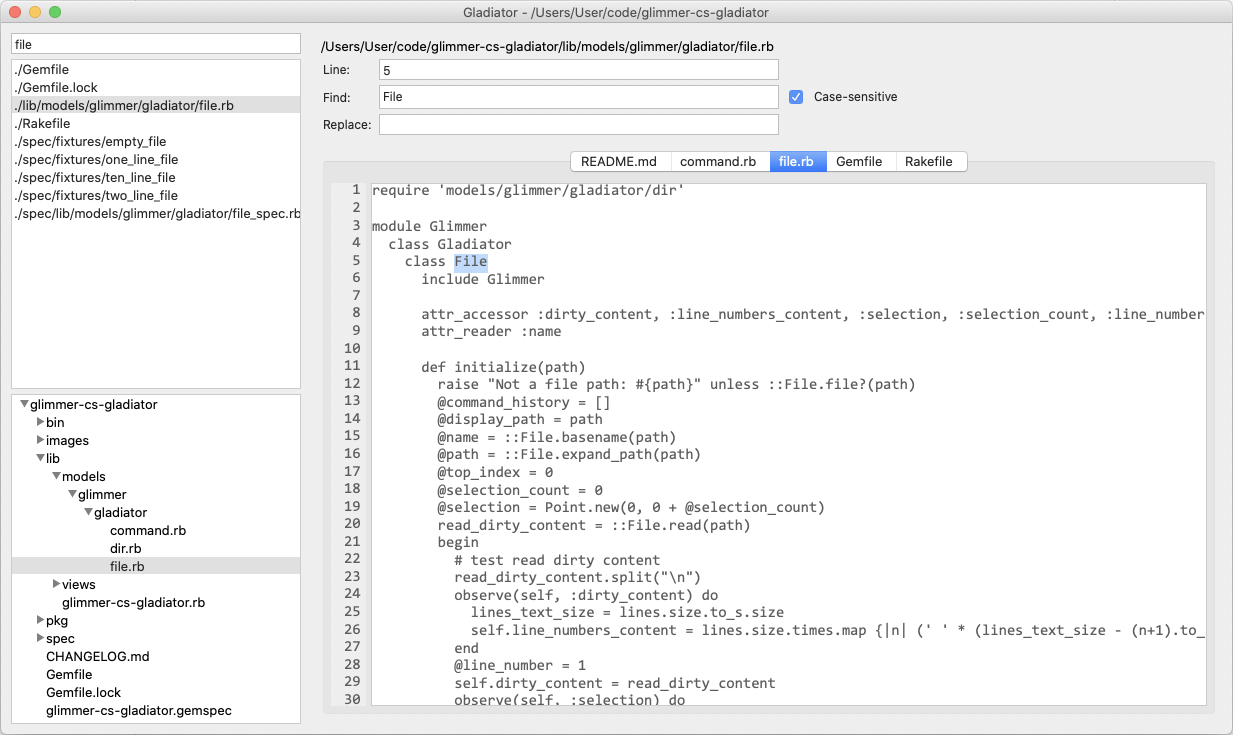 Gladiator - /Users/User/code/glimmer-cs-gladiator
file
./Gemfile
./Gemfile.lock
./lib/models/glimmer/gladiator/file.rb
./Rakefile
./spec/fixtures/empty_file
./spec/fixtures/one_line_file
./spec/fixtures/ten_line_file
./spec/fixtures/two_line_file
./spec/lib/models/glimmer/gladiator/file_spec.rb
glimmer-cs-gladiator
bin
images
lib
models
glimmer
gladiator
command.rb
dir.rb
file.rb
views
glimmer-cs-gladiator.rb
pkg
spec
CHANGELOG.md
Gemfile
Gemfile.lock
glimmer-cs-gladiator.gemspec
/Users/User/code/glimmer-cs-gladiator/lib/models/glimmer/gladiator/file.rb
Line: 5
Find: File Case-sensitive
Replace:
README.md command.rb file.rb Gemfile Rakefile
1 require 'models/glimmer/gladiator/dir'
2
3 module Glimmer
4   class Gladiator
5     class File
6       include Glimmer
7
8       attr_accessor :dirty_content, :line_numbers_content, :selection, :selection_count, :line_number
9       attr_reader :name
10
11       def initialize(path)
12         raise "Not a file path: #{path}" unless ::File.file?(path)
13         @command_history = []
14         @display_path = path
15         @name = ::File.basename(path)
16         @path = ::File.expand_path(path)
17         @top_index = 0
18         @selection_count = 0
19         @selection = Point.new(0, 0 + @selection_count)
20         read_dirty_content = ::File.read(path)
21         begin
22           # test read dirty content
23           read_dirty_content.split("\n")
24           observe(self, :dirty_content) do
25             lines_text_size = lines.size.to_s.size
26             self.line_numbers_content = lines.size.times.map {|n| (' ' * (lines_text_size - (n+1).to_
27           end
28           @line_number = 1
29           self.dirty_content = read_dirty_content
30           observe(self, :selection) do